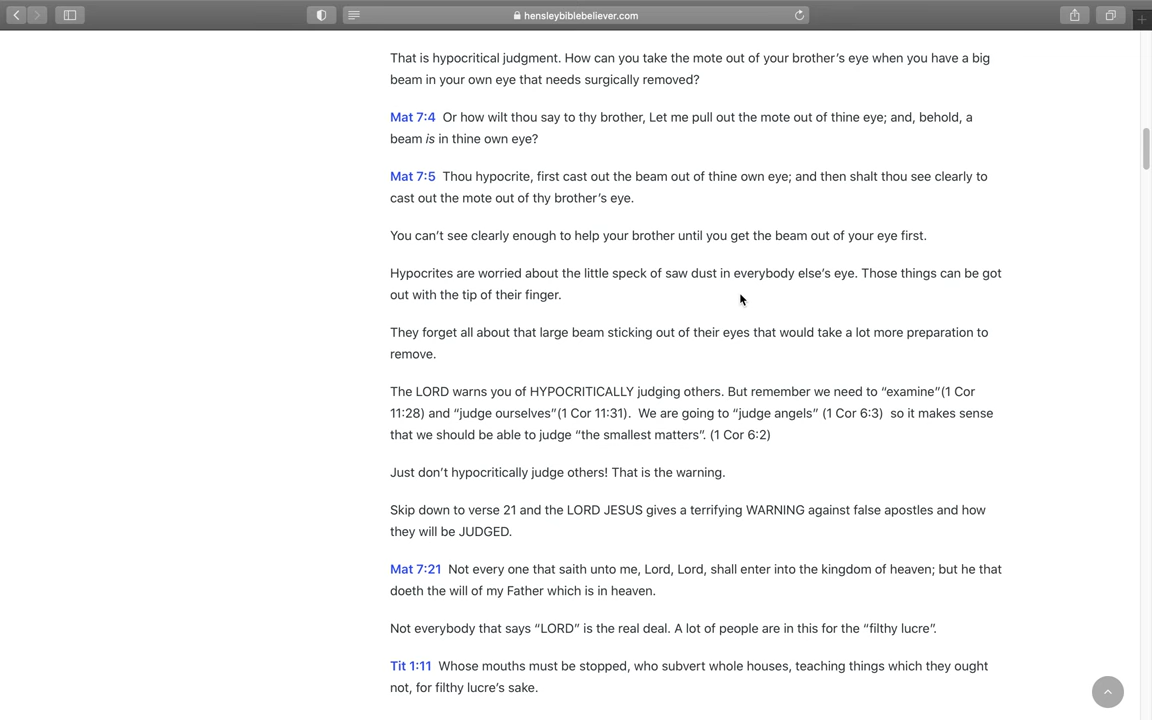 hensleybiblebeliever.com
That is hypocritical judgment. How can you take the mote out of your brother’s eye when you have a big
beam in your own eye that needs surgically removed?
Mat 7:4 Or how wilt thou say to thy brother, Let me pull out the mote out of thine eye; and, behold, a
beam is in thine own eye?
Mat 7:5 Thou hypocrite, first cast out the beam out of thine own eye; and then shalt thou see clearly to
cast out the mote out of thy brother’s eye.
You can’t see clearly enough to help your brother until you get the beam out of your eye first.
Hypocrites are worried about the little speck of saw dust in everybody else’s eye. Those things can be got
out with the tip of their finger.
They forget all about that large beam sticking out of their eyes that would take a lot more preparation to
remove.
The LORD warns you of HYPOCRITICALLY judging others. But remember we need to “examine”(1 Cor
11:28) and “judge ourselves”(1 Cor 11:31). We are going to “judge angels” (1 Cor 6:3) so it makes sense
that we should be able to judge “the smallest matters”. (1 Cor 6:2)
Just don’t hypocritically judge others! That is the warning.
Skip down to verse 21 and the LORD JESUS gives a terrifying WARNING against false apostles and how
they will be JUDGED.
Mat 7:21 Not every one that saith unto me, Lord, Lord, shall enter into the kingdom of heaven; but he that
doeth the will of my Father which is in heaven.
Not everybody that says “LORD” is the real deal. A lot of people are in this for the “filthy lucre”.
Tit 1:11 Whose mouths must be stopped, who subvert whole houses, teaching things which they ought
not, for filthy lucre’s sake.